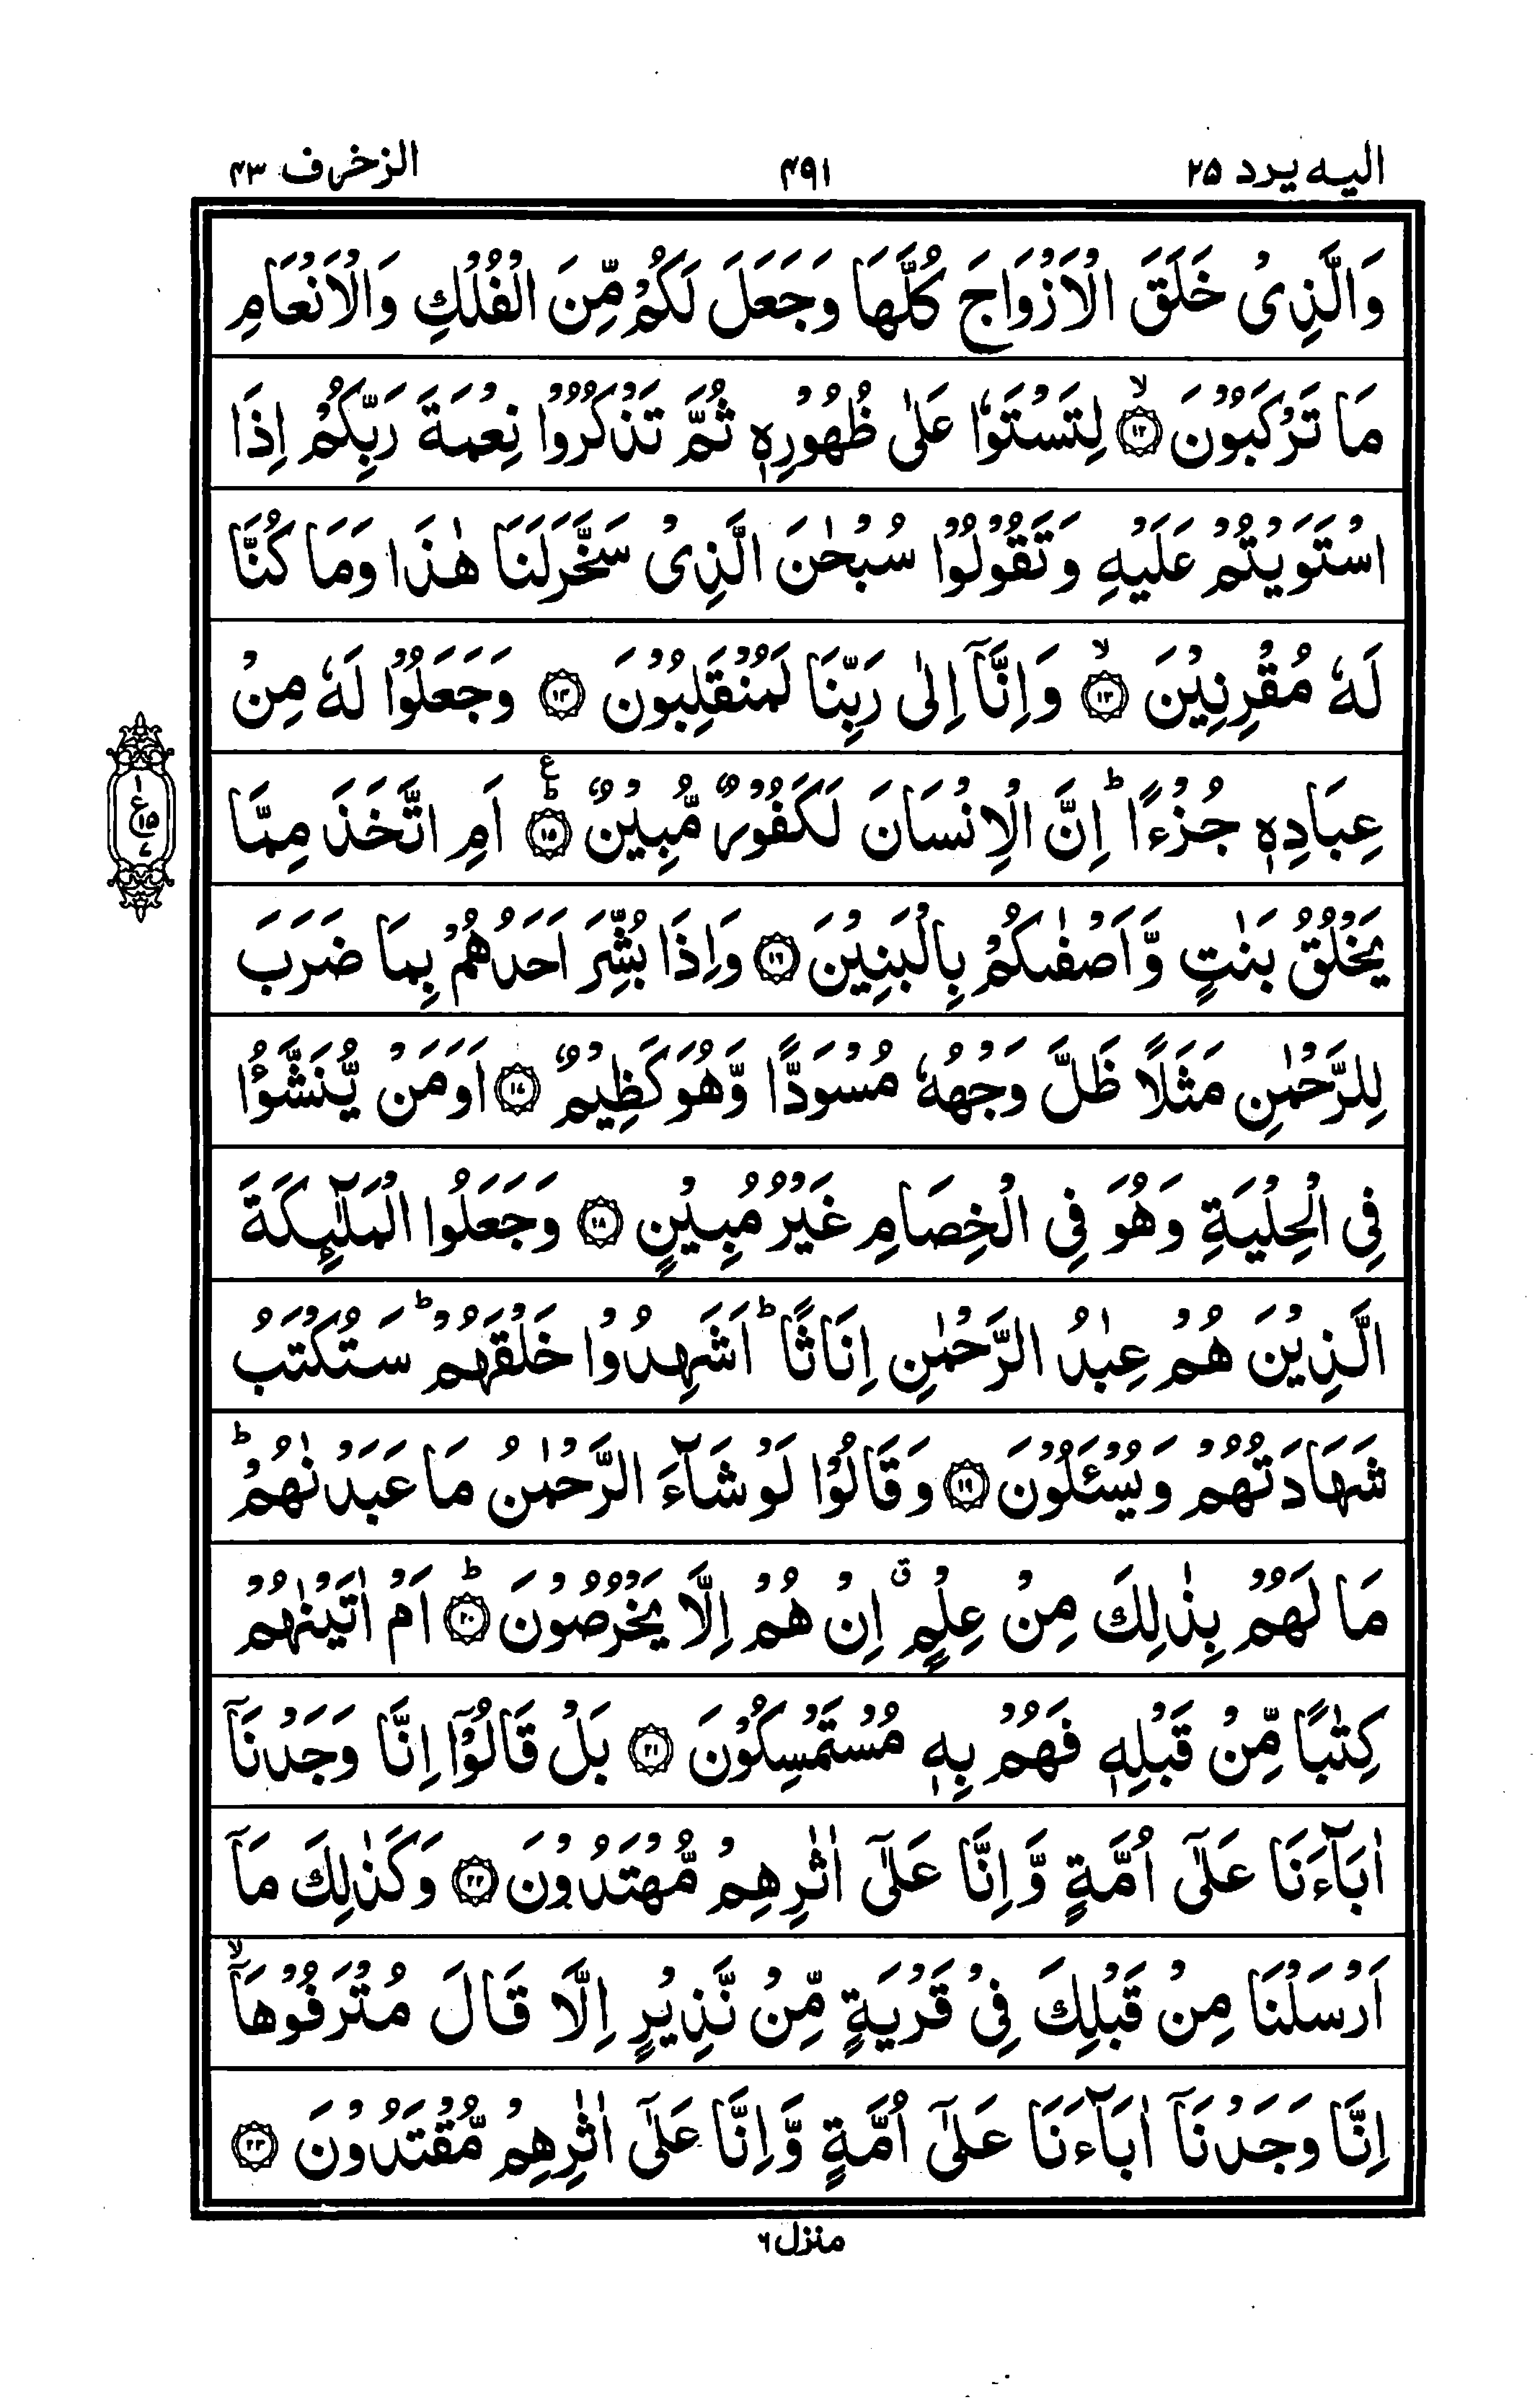 الیہ یرد ۲۵
۴۹۱
الزخرف ۴۳
وَالَّذِیْ خَلَقَ الْاَزْوَاجَ كُلَّهَا وَجَعَلَ لَكُمْ مِّنَ الْفُلْكِ وَالْاَنْعَامِ
مَا تَرْكَبُوْنَ ۙ‏﴿۱۲﴾ لِتَسْتَوٗا عَلٰی ظُهُوْرِهٖ ثُمَّ تَذْكُرُوْا نِعْمَةَ رَبِّكُمْ اِذَا
اسْتَوَیْتُمْ عَلَیْهِ وَتَقُوْلُوْا سُبْحٰنَ الَّذِیْ سَخَّرَلَنَا هٰذَا وَمَا كُنَّا
لَهٗ مُقْرِنِیْنَ ۙ‏﴿۱۳﴾ وَاِنَّاۤ اِلٰی رَبِّنَا لَمُنْقَلِبُوْنَ ﴿۱۴﴾ وَجَعَلُوْا لَهٗ مِنْ
عِبَادِهٖ جُزْءًا ؕ اِنَّ الْاِنْسَانَ لَكَفُوْرٌ مُّبِیْنٌ ؕ‏﴿۱۵﴾ ع اَمِ اتَّخَذَ مِمَّا
یَخْلُقُ بَنٰتٍ وَّاَصْفٰىكُمْ بِالْبَنِیْنَ ﴿۱۶﴾ وَاِذَا بُشِّرَ اَحَدُهُمْ بِمَا ضَرَبَ
لِلرَّحْمٰنِ مَثَلًا ظَلَّ وَجْهُهٗ مُسْوَدًّا وَّهُوَ كَظِیْمٌ ﴿۱۷﴾ اَوَمَنْ یُّنَشَّؤُا
فِی الْحِلْیَةِ وَهُوَ فِی الْخِصَامِ غَیْرُ مُبِیْنٍ ﴿۱۸﴾ وَجَعَلُوا الْمَلٰٓىِٕكَةَ
الَّذِیْنَ هُمْ عِبٰدُ الرَّحْمٰنِ اِنَاثًا ؕ اَشَهِدُوْا خَلْقَهُمْ ؕ سَتُكْتَبُ
شَهَادَتُهُمْ وَیُسْـَٔلُوْنَ ﴿۱۹﴾ وَقَالُوْا لَوْ شَآءَ الرَّحْمٰنُ مَا عَبَدْنٰهُمْ ؕ
مَا لَهُمْ بِذٰلِكَ مِنْ عِلْمٍ ۗ اِنْ هُمْ اِلَّا یَخْرُصُوْنَ ؕ‏﴿۲۰﴾ اَمْ اٰتَیْنٰهُمْ
كِتٰبًا مِّنْ قَبْلِهٖ فَهُمْ بِهٖ مُسْتَمْسِكُوْنَ ﴿۲۱﴾ بَلْ قَالُوْۤا اِنَّا وَجَدْنَاۤ
اٰبَآءَنَا عَلٰۤی اُمَّةٍ وَّاِنَّا عَلٰۤی اٰثٰرِهِمْ مُّهْتَدُوْنَ ﴿۲۲﴾ وَكَذٰلِكَ مَاۤ
اَرْسَلْنَا مِنْ قَبْلِكَ فِیْ قَرْیَةٍ مِّنْ نَّذِیْرٍ اِلَّا قَالَ مُتْرَفُوْهَاۤ ۙ
اِنَّا وَجَدْنَاۤ اٰبَآءَنَا عَلٰۤی اُمَّةٍ وَّاِنَّا عَلٰۤی اٰثٰرِهِمْ مُّقْتَدُوْنَ ﴿۲۳﴾
منزل ۶
۱
ع
۱۵
۷